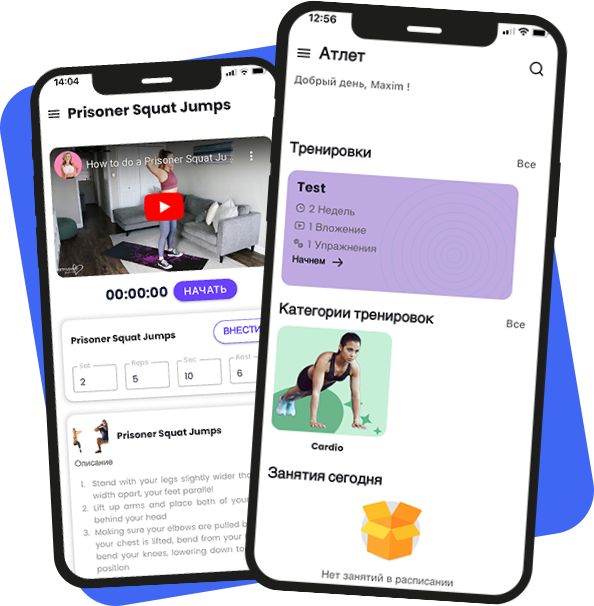 14:04
Prisoner Squat Jumps
How to do a Prisoner Squat Ju...
00:00:00 НАЧАТЬ
Prisoner Squat Jumps
ВНЕСТИ
Set Reps Sec Rest
2 5 10 6
Prisoner Squat Jumps
Описание
1. Stand with your legs slightly wider
width apart, your feet parallel
2. Lift up arms and place both of your
behind your head
3. Making sure your elbows are pulled
your chest is lifted, bend from your
bend your knees, lowering down to
position
12:56
Атлет
Добрый день, Maxim !
Тренировки
Все
Test
2 Недель
1 Вложение
1 Упражнения
Начнем →
Категории тренировок
Все
Cardio
Занятия сегодня
Нет занятий в расписании